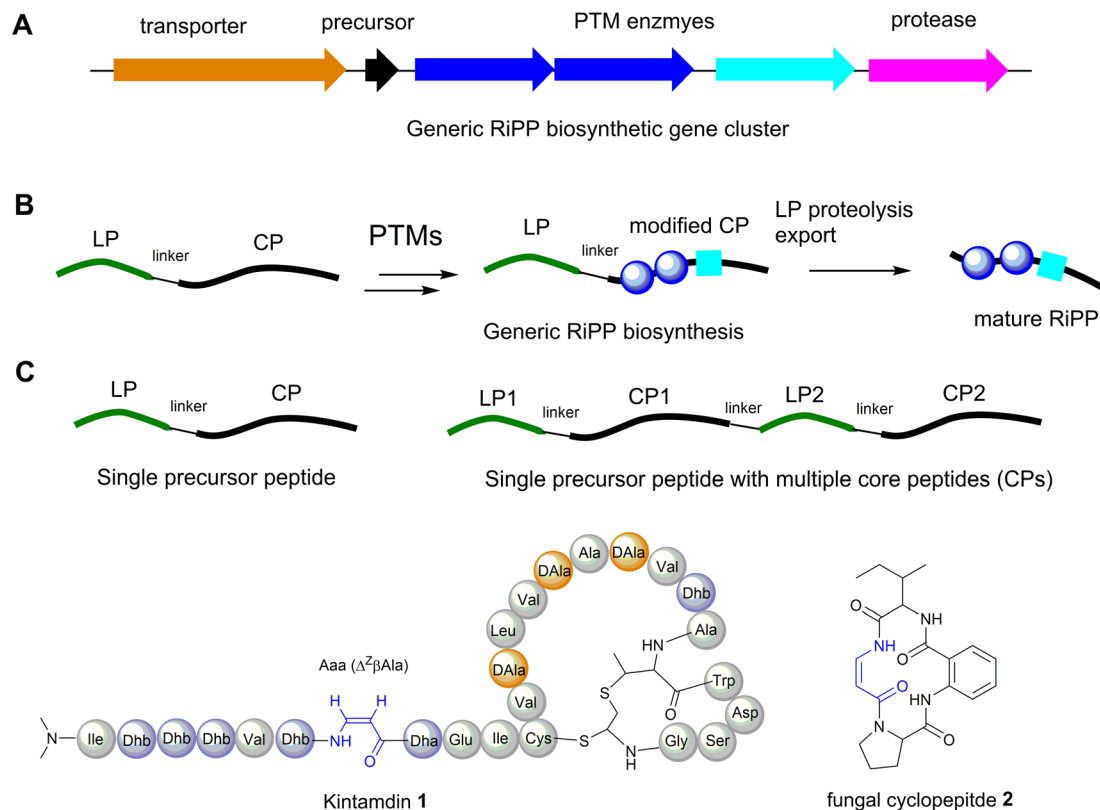 A
transporter
precursor
PTM enzmyes
protease
Generic RiPP biosynthetic gene cluster
B
LP
linker
CP
PTMs
LP
linker
modified CP
LP proteolysis
export
Generic RiPP biosynthesis
mature RiPP
C
LP
linker
CP
LP1
linker
CP1
linker
LP2
linker
CP2
Single precursor peptide
Single precursor peptide with multiple core peptides (CPs)
Ala
DAla
DAla
Val
Val
Dhb
Leu
Ala
HN
DAla
Trp
Aaa (ΔZβAla)
O
S
Val
Asp
N
Ile
Dhb
Dhb
Dhb
Val
Dhb
NH
O
Dha
Glu
Ile
Cys
S
N
H
Gly
Ser
Kintamdin 1
O
NH
HN
O
O
H
N
N
O
fungal cyclopepitde 2